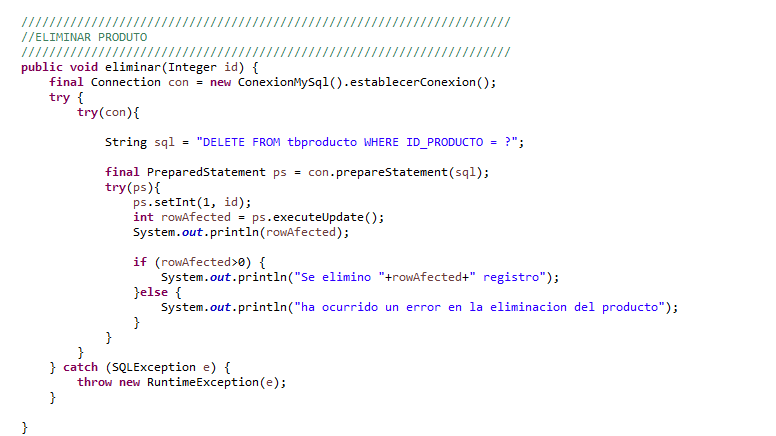 //////////////////////////////////////////////////////////////////////
//ELIMINAR PRODUTO
//////////////////////////////////////////////////////////////////////
public void eliminar(Integer id) {
    final Connection con = new ConexionMySql().establecerConexion();
    try {
        try(con){

            String sql = "DELETE FROM tbproducto WHERE ID_PRODUCTO = ?";

            final PreparedStatement ps = con.prepareStatement(sql);
            try(ps){
                ps.setInt(1, id);
                int rowAfected = ps.executeUpdate();
                System.out.println(rowAfected);

                if (rowAfected>0) {
                    System.out.println("Se elimino "+rowAfected+" registro");
                }else {
                    System.out.println("ha ocurrido un error en la eliminacion del producto");
                }
            }
        }
    } catch (SQLException e) {
        throw new RuntimeException(e);
    }

}